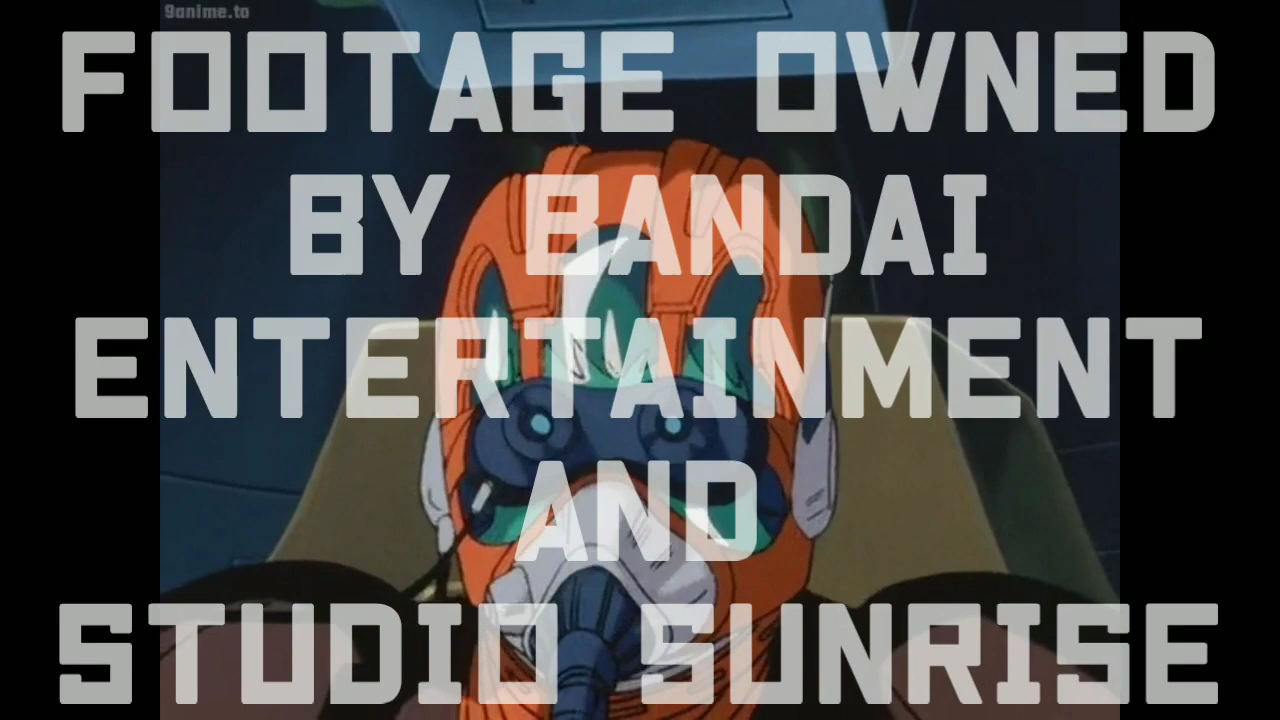 9anime.to
FOOTAGE OWNED
BY BANDAI
ENTERTAINMENT
AND
STUDIO SUNRISE